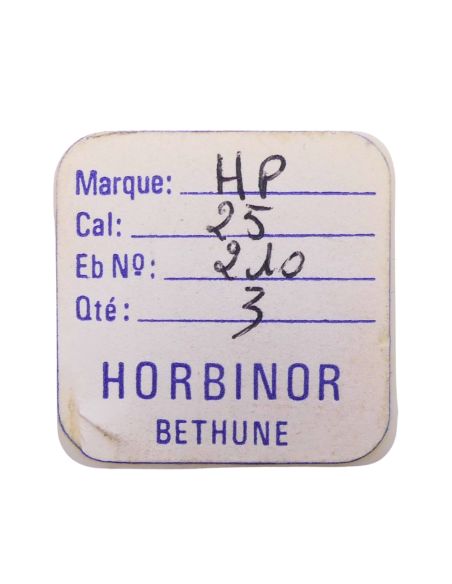 Marque: HP
Cal: 25
Eb Nº: 210
Qté: 3
HORBINOR
BETHUNE